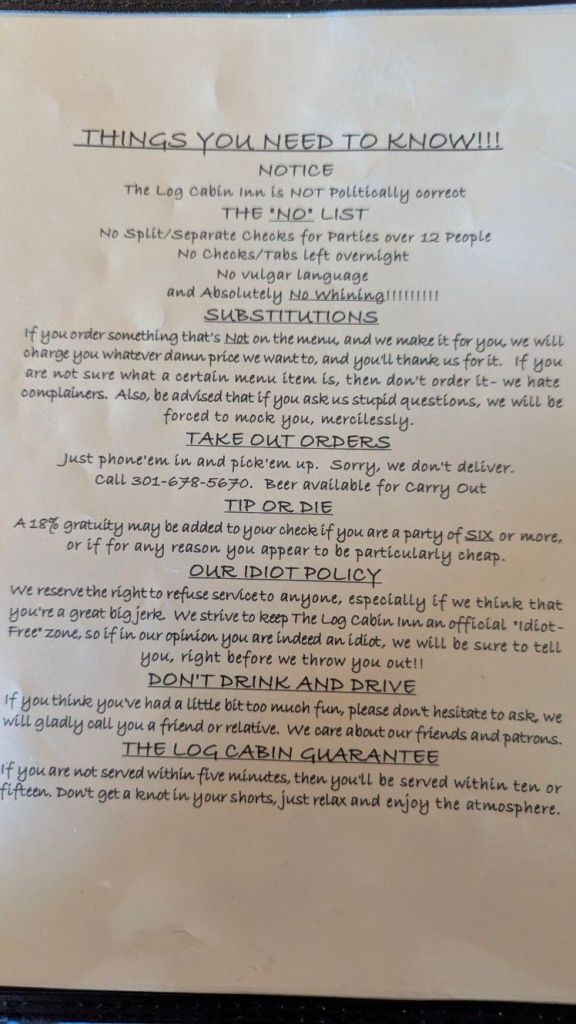 THINGS YOU NEED TO KNOW!!!
NOTICE
The Log Cabin Inn is NOT Politically correct
THE "NO" LIST
No Split/Separate Checks for Parties over 12 People
No Checks/Tabs left overnight
No vulgar language
and Absolutely No Whining!!!!!!!!!
SUBSTITUTIONS
If you order something that's Not on the menu, and we make it for you, we will
charge you whatever damn price we want to, and you'll thank us for it. If you
are not sure what a certain menu item is, then don't order it- we hate
complainers. Also, be advised that if you ask us stupid questions, we will be
forced to mock you, mercilessly.
TAKE OUT ORDERS
Just phone'em in and pick'em up. Sorry, we don't deliver.
Call 301-678-5670. Beer available for Carry Out
TIP OR DIE
A 18% gratuity may be added to your check if you are a party of SIX or more,
or if for any reason you appear to be particularly cheap.
OUR IDIOT POLICY
We reserve the right to refuse service to anyone, especially if we think that
you're a great big jerk. We strive to keep The Log Cabin Inn an official "Idiot-
Free" zone, so if in our opinion you are indeed an idiot, we will be sure to tell
you, right before we throw you out!!
DON'T DRINK AND DRIVE
If you think you've had a little bit too much fun, please don't hesitate to ask, we
will gladly call you a friend or relative. We care about our friends and patrons.
THE LOG CABIN GUARANTEE
If you are not served within five minutes, then you'll be served within ten or
fifteen. Don't get a knot in your shorts, just relax and enjoy the atmosphere.